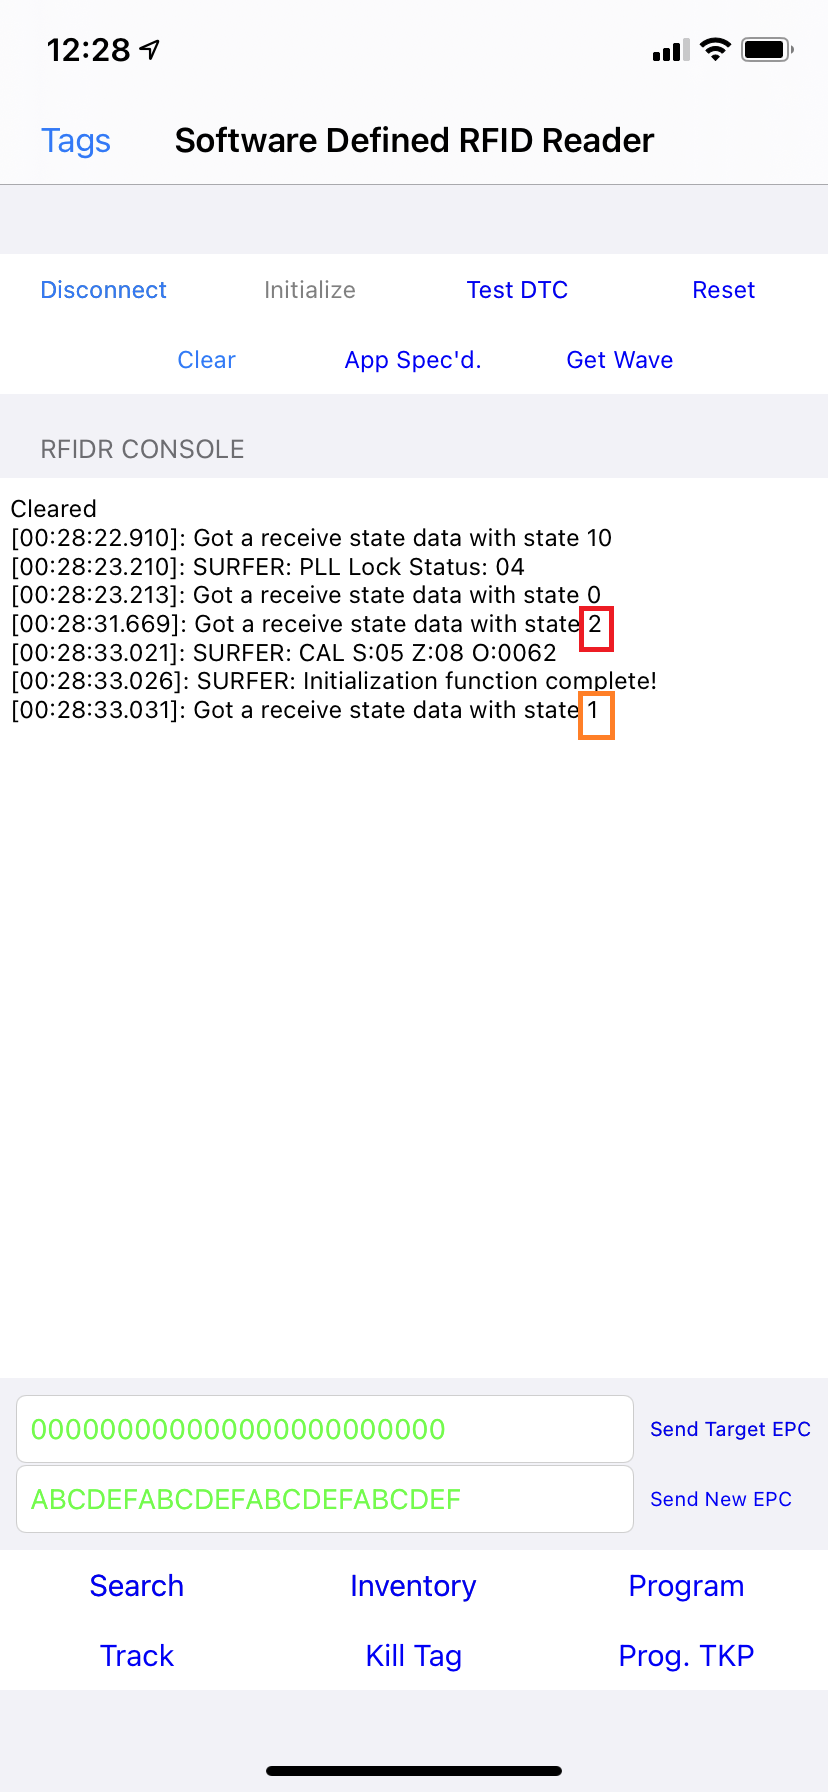 12:28
Tags Software Defined RFID Reader
Disconnect Initialize Test DTC Reset
Clear App Spec'd. Get Wave
RFIDR CONSOLE
Cleared
[00:28:22.910]: Got a receive state data with state 10
[00:28:23.210]: SURFER: PLL Lock Status: 04
[00:28:23.213]: Got a receive state data with state 0
[00:28:31.669]: Got a receive state data with state 2
[00:28:33.021]: SURFER: CAL S:05 Z:08 O:0062
[00:28:33.026]: SURFER: Initialization function complete!
[00:28:33.031]: Got a receive state data with state 1
000000000000000000000000 Send Target EPC
ABCDEFABCDEFABCDEFABCDEF Send New EPC
Search Inventory Program
Track Kill Tag Prog. TKP